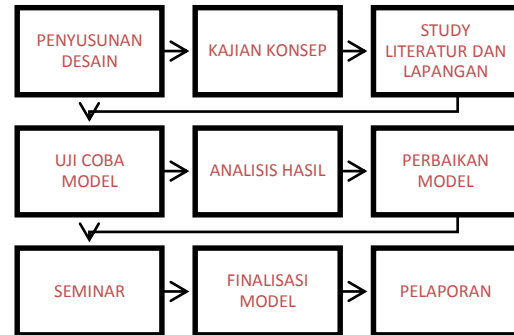 PENYUSUNAN
DESAIN
KAJIAN KONSEP
STUDY
LITERATUR DAN
LAPANGAN
UJI COBA
MODEL
ANALISIS HASIL
PERBAIKAN
MODEL
SEMINAR
FINALISASI
MODEL
PELAPORAN